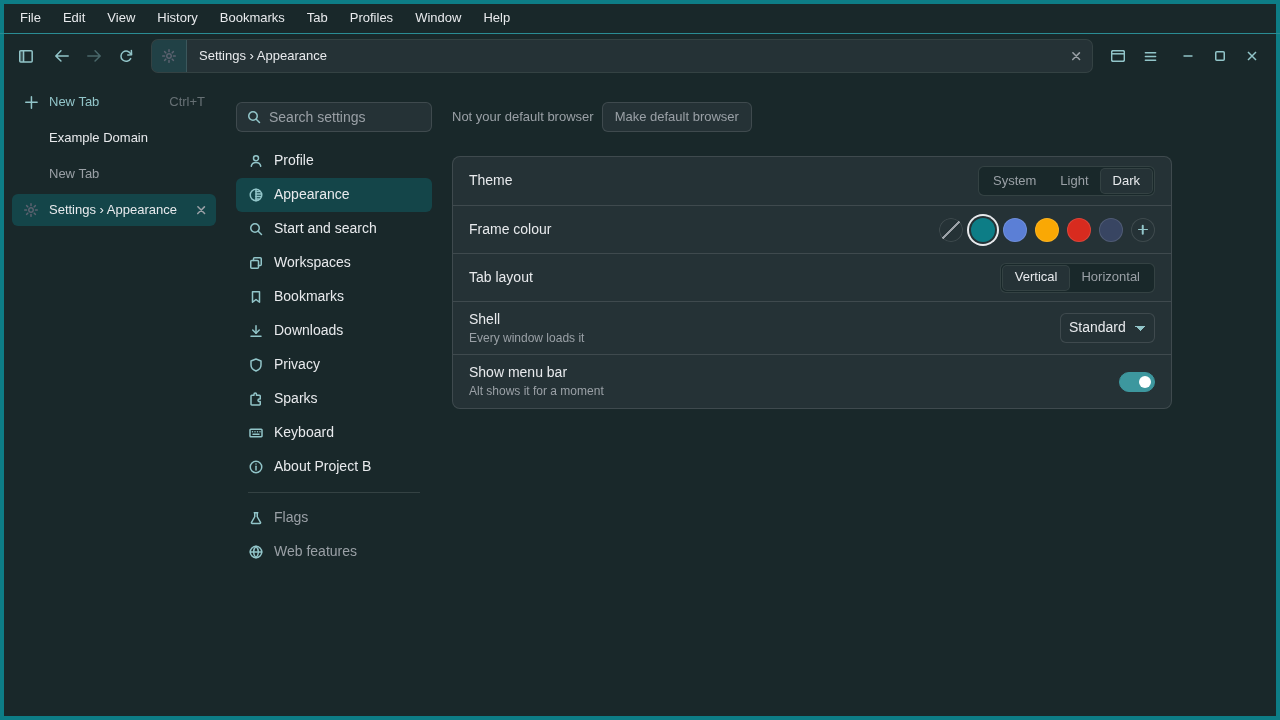 File Edit View History Bookmarks Tab Profiles Window Help
Settings › Appearance
New Tab Ctrl+T
Example Domain
New Tab
Settings › Appearance
Search settings
Profile
Appearance
Start and search
Workspaces
Bookmarks
Downloads
Privacy
Sparks
Keyboard
About Project B
Flags
Web features
Not your default browser Make default browser
Theme System Light Dark
Frame colour
Tab layout Vertical Horizontal
Shell
Every window loads it
Standard
Show menu bar
Alt shows it for a moment